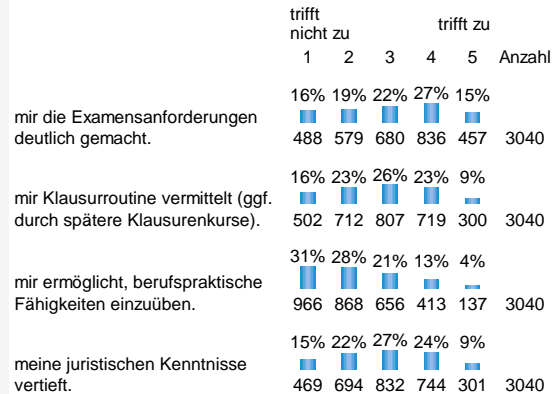 trifft
nicht zu trifft zu
1 2 3 4 5 Anzahl
16% 19% 22% 27% 15%
mir die Examensanforderungen
deutlich gemacht. 488 579 680 836 457 3040
16% 23% 26% 23% 9%
mir Klausurroutine vermittelt (ggf.
durch spätere Klausurenkurse). 502 712 807 719 300 3040
31% 28% 21% 13% 4%
mir ermöglicht, berufspraktische
Fähigkeiten einzuüben. 966 868 656 413 137 3040
15% 22% 27% 24% 9%
meine juristischen Kenntnisse
vertieft. 469 694 832 744 301 3040